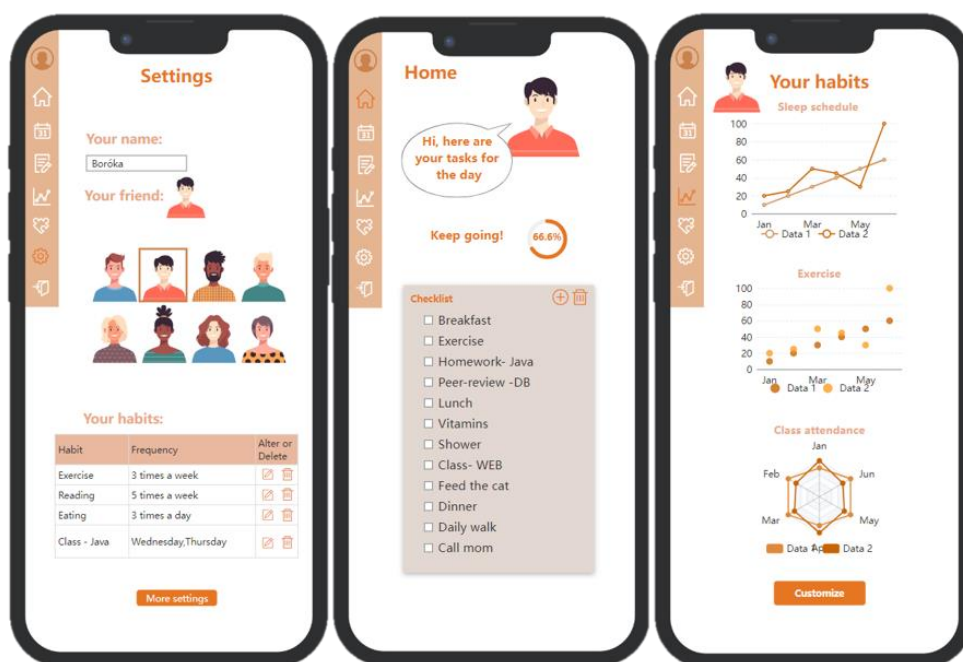 Settings
Your name:
Boróka
Your friend:
Your habits:
Habit Frequency Alter or Delete
Exercise 3 times a week
Reading 5 times a week
Eating 3 times a day
Class - Java Wednesday,Thursday
More settings
31
Home
Hi, here are
your tasks for
the day
Keep going! 66.6%
Checklist
Breakfast
Exercise
Homework- Java
Peer-review -DB
Lunch
Vitamins
Shower
Class- WEB
Feed the cat
Dinner
Daily walk
Call mom
31
Your habits
Sleep schedule
100
80
60
40
20
0
Jan Mar May
Data 1 Data 2
Exercise
100
80
60
40
20
0
Jan Mar May
Data 1 Data 2
Class attendance
Jan
Feb Jun
Mar May
Data 1 Apr Data 2
Customize
31